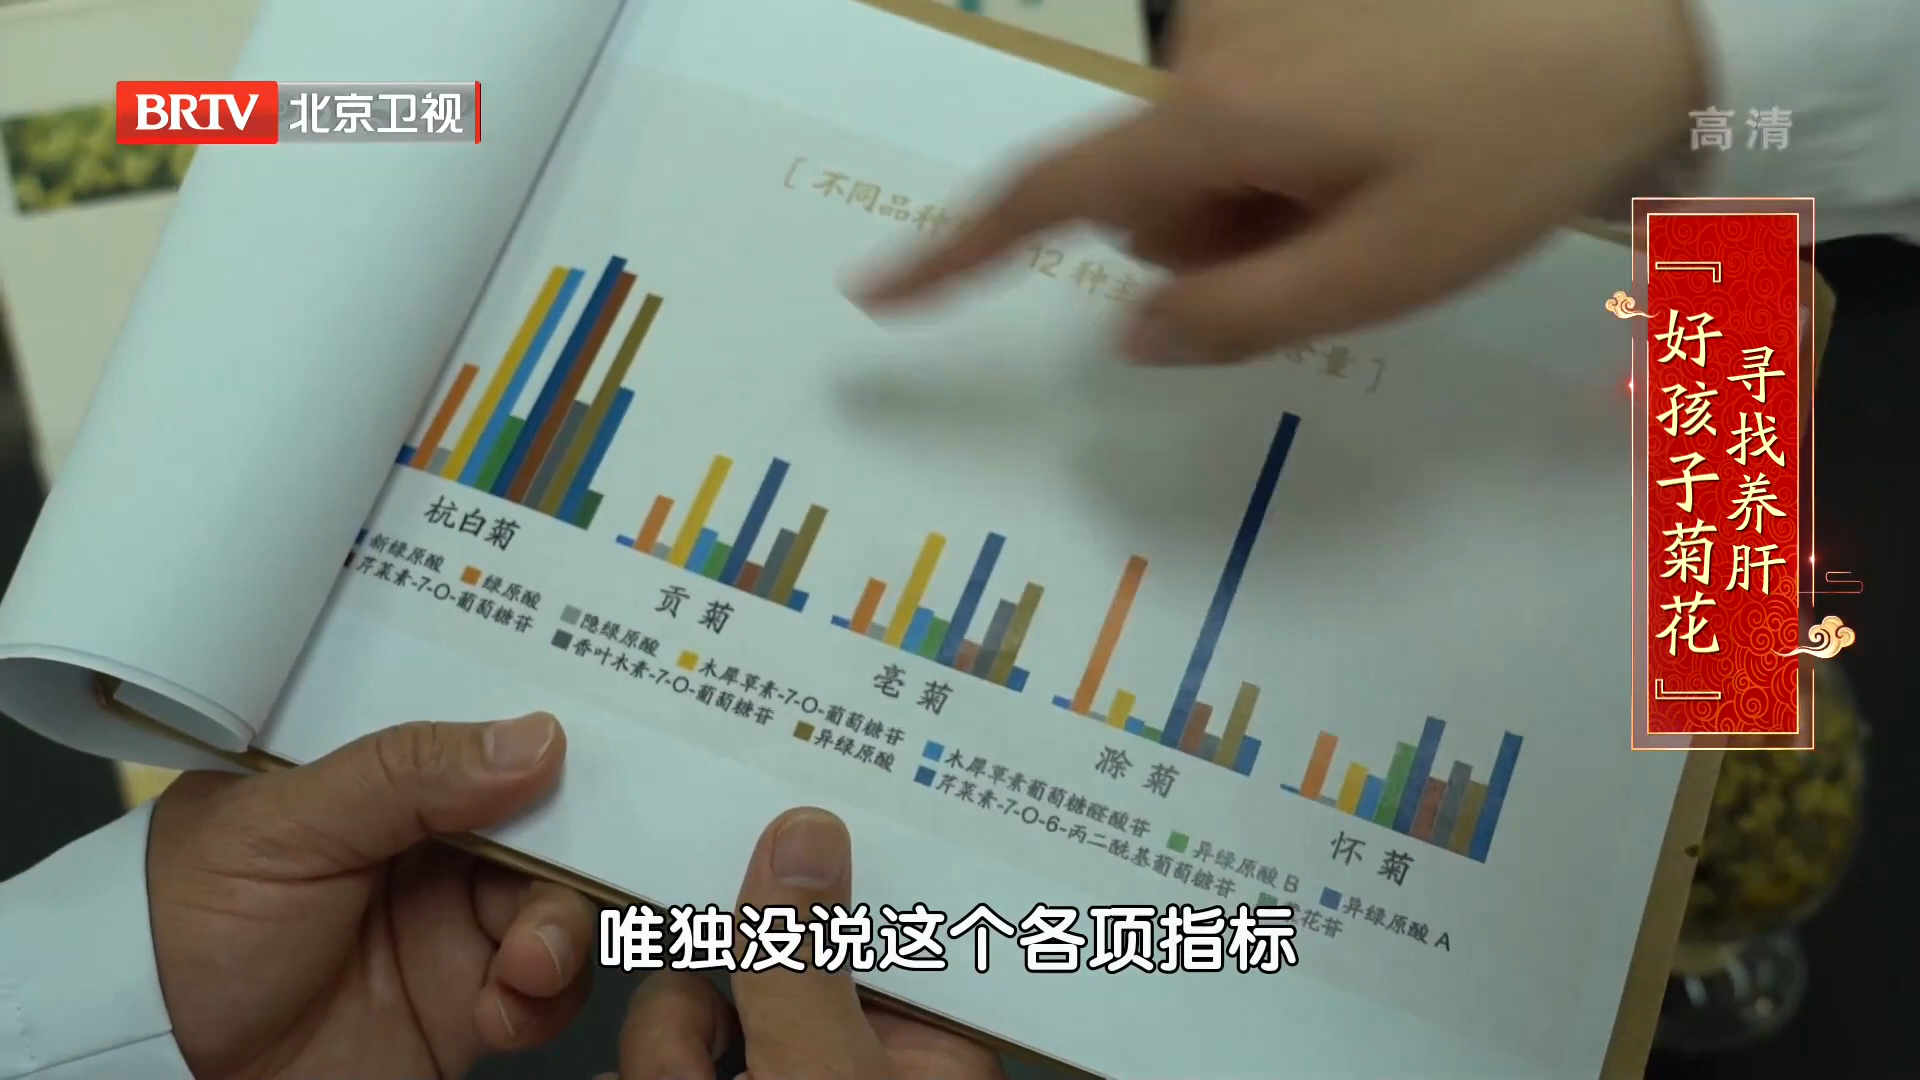 BRTV 北京卫视
高清
寻找养肝
『好孩子菊花』
[ 不同品种
12 种主
含量 ]
杭白菊
贡菊
亳菊
滁菊
怀菊
新绿原酸
绿原酸
隐绿原酸
木犀草素-7-O-葡萄糖苷
木犀草素葡萄糖醛酸苷
异绿原酸 B
异绿原酸 A
芹菜素-7-O-葡萄糖苷
香叶木素-7-O-葡萄糖苷
异绿原酸
芹菜素-7-O-6-丙二酰基葡萄糖苷
花苷
唯独没说这个各项指标